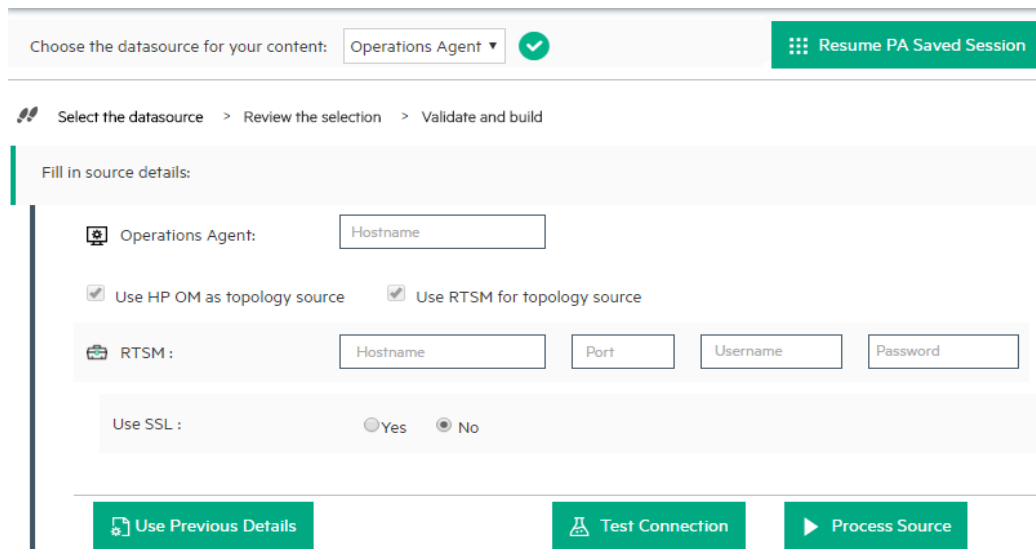 Choose the datasource for your content: Operations Agent Resume PA Saved Session
Select the datasource > Review the selection > Validate and build
Fill in source details:
Operations Agent: Hostname
Use HP OM as topology source Use RTSM for topology source
RTSM : Hostname Port Username Password
Use SSL : Yes No
Use Previous Details Test Connection Process Source